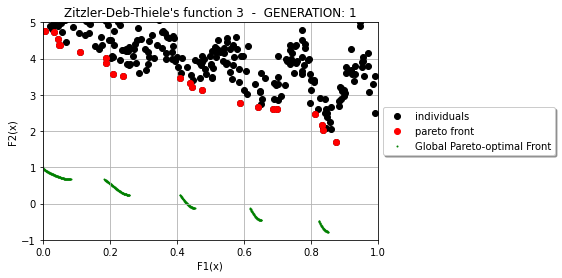 Zitzler-Deb-Thiele's function 3 - GENERATION: 1
5
4
3
2
1
0
−1
F2(x)
0.0 0.2 0.4 0.6 0.8 1.0
F1(x)
individuals
pareto front
Global Pareto-optimal Front